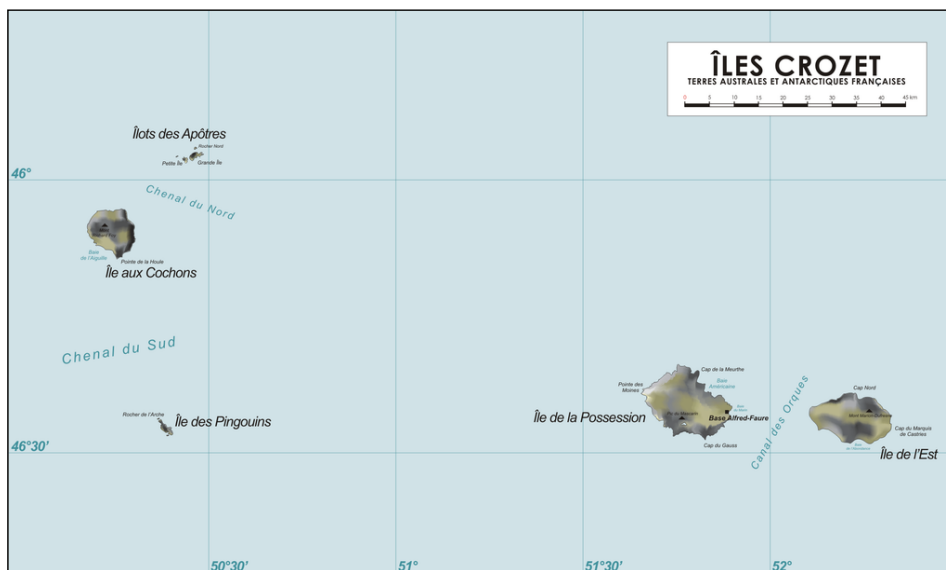 ÎLES CROZET
TERRES AUSTRALES ET ANTARCTIQUES FRANÇAISES
0 5 10 15 20 25 30 35 40 45 km
Îlots des Apôtres
Rocher Nord
Petite Île
Grande Île
46°
Chenal du Nord
Baie
de l'Aiguille
Pointe de la Houle
Île aux Cochons
Chenal du Sud
Rocher de l'Arche
Île des Pingouins
46°30'
Cap de la Meurthe
Baie
Américaine
Pointe des
Moines
Île de la Possession
Base Alfred-Faure
Cap du Gauss
Canal des Orques
Cap Nord
Cap du Marquis
de Castries
Île de l'Est
50°30'
51°
51°30'
52°